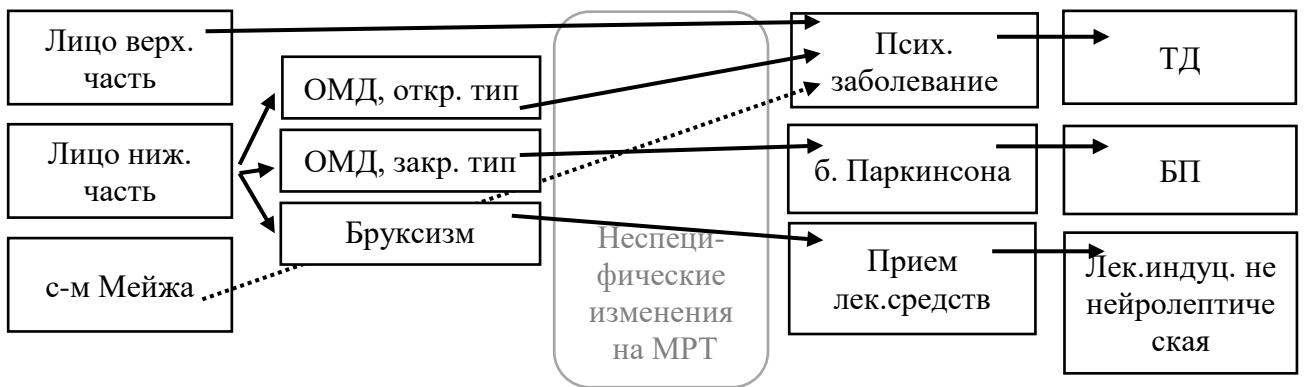 Лицо верх.
часть
Лицо ниж.
часть
с-м Мейжа
ОМД, откр. тип
ОМД, закр. тип
Бруксизм
Неспеци-
фические
изменения
на МРТ
Псих.
заболевание
б. Паркинсона
Прием
лек.средств
ТД
БП
Лек.индуц. не
нейролептиче
ская